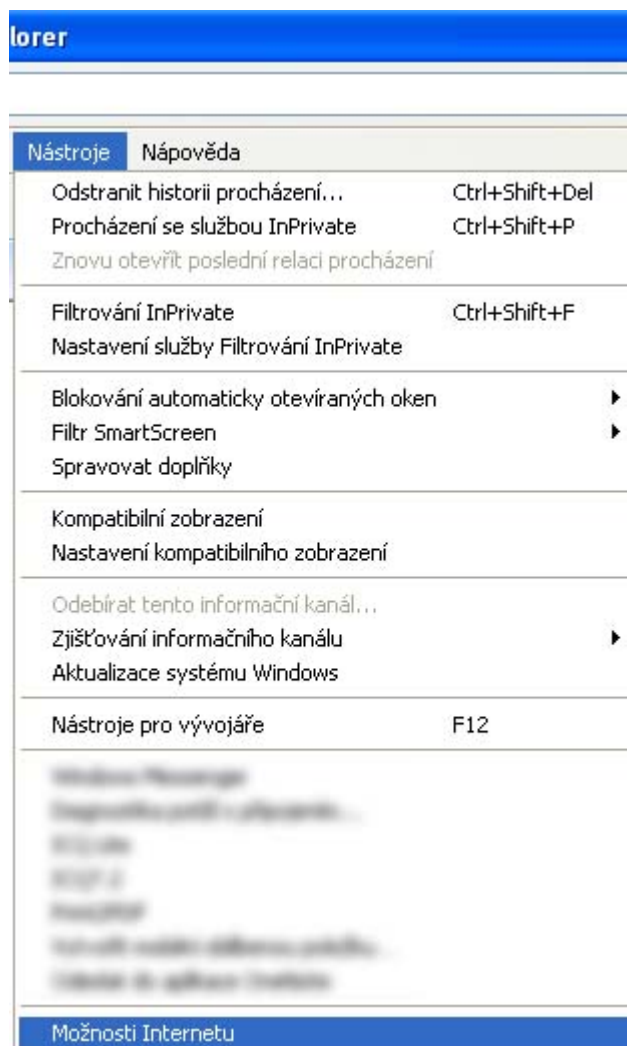 lorer
Nástroje Nápověda
Odstranit historii procházení... Ctrl+Shift+Del
Procházení se službou InPrivate Ctrl+Shift+P
Znovu otevřít poslední relaci procházení
Filtrování InPrivate Ctrl+Shift+F
Nastavení služby Filtrování InPrivate
Blokování automaticky otevíraných oken
Filtr SmartScreen
Spravovat doplňky
Kompatibilní zobrazení
Nastavení kompatibilního zobrazení
Odebírat tento informační kanál...
Zjišťování informačního kanálu
Aktualizace systému Windows
Nástroje pro vývojáře F12
Možnosti Internetu